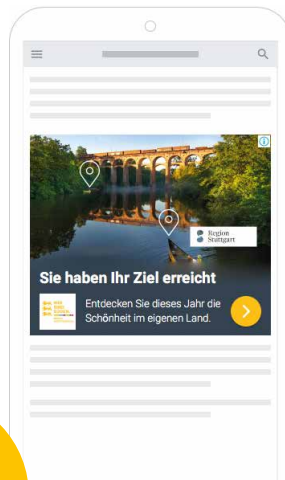 Region
Stuttgart
Sie haben Ihr Ziel erreicht
Entdecken Sie dieses Jahr die
Schönheit im eigenen Land.